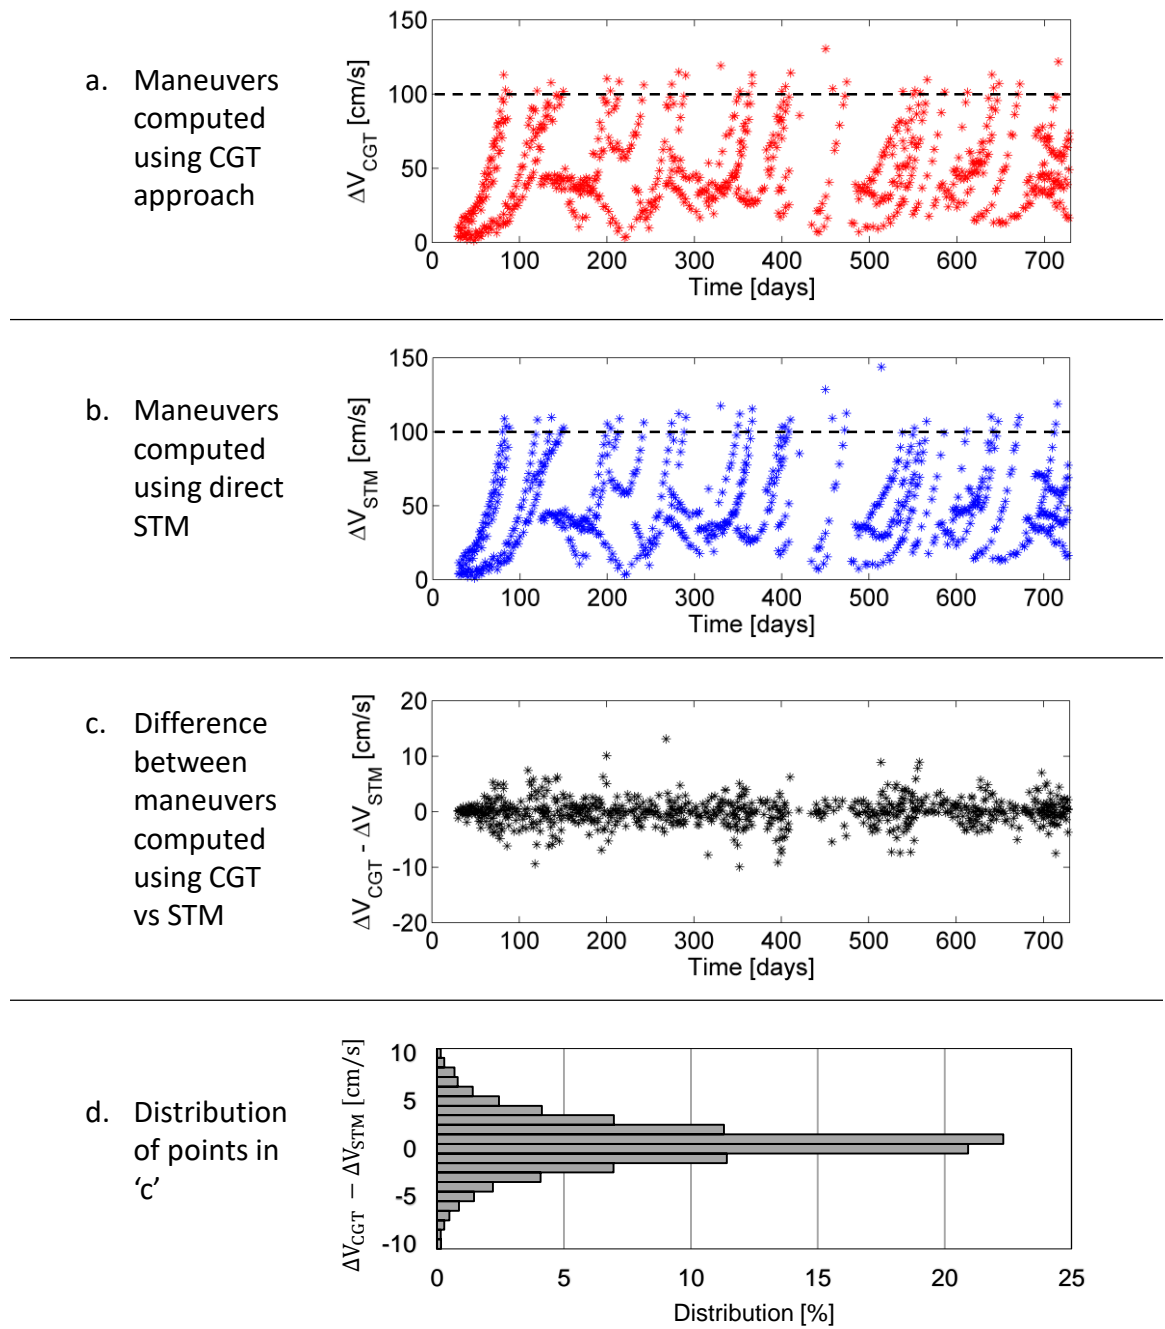 a. Maneuvers
computed
using CGT
approach
ΔV_CGT [cm/s]
150
100
50
0
0 100 200 300 400 500 600 700
Time [days]
b. Maneuvers
computed
using direct
STM
ΔV_STM [cm/s]
150
100
50
0
0 100 200 300 400 500 600 700
Time [days]
c. Difference
between
maneuvers
computed
using CGT
vs STM
ΔV_CGT - ΔV_STM [cm/s]
20
10
0
-10
-20
0 100 200 300 400 500 600 700
Time [days]
d. Distribution
of points in
‘c’
ΔV_CGT − ΔV_STM [cm/s]
10
5
0
-5
-10
0 5 10 15 20 25
Distribution [%]